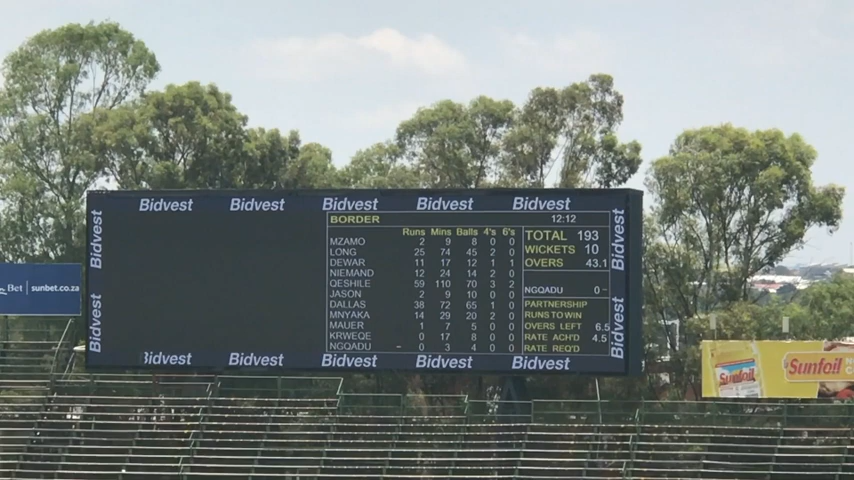 Bidvest Bidvest Bidvest Bidvest Bidvest
Bidvest
Bidvest
BORDER 12:12
Runs Mins Balls 4's 6's
MZAMO 2 9 8 0 0
LONG 25 74 45 2 0
DEWAR 11 17 12 1 1
NIEMAND 12 24 14 2 0
QESHILE 59 110 70 3 2
JASON 2 9 10 0 0
DALLAS 38 72 65 1 0
MNYAKA 14 29 20 2 0
MAUER 1 7 5 0 0
KRWEQE 0 17 8 0 0
NGQADU - 0 3 4 0 0
TOTAL 193
WICKETS 10
OVERS 43.1
NGQADU 0 -
PARTNERSHIP
RUNS TO WIN
OVERS LEFT 6.5
RATE ACH'D 4.5
RATE REQ'D
Bidvest
Bidvest
Bidvest Bidvest Bidvest Bidvest Bidvest
Bet sunbet.co.za
Sunfoil
Sunfoil